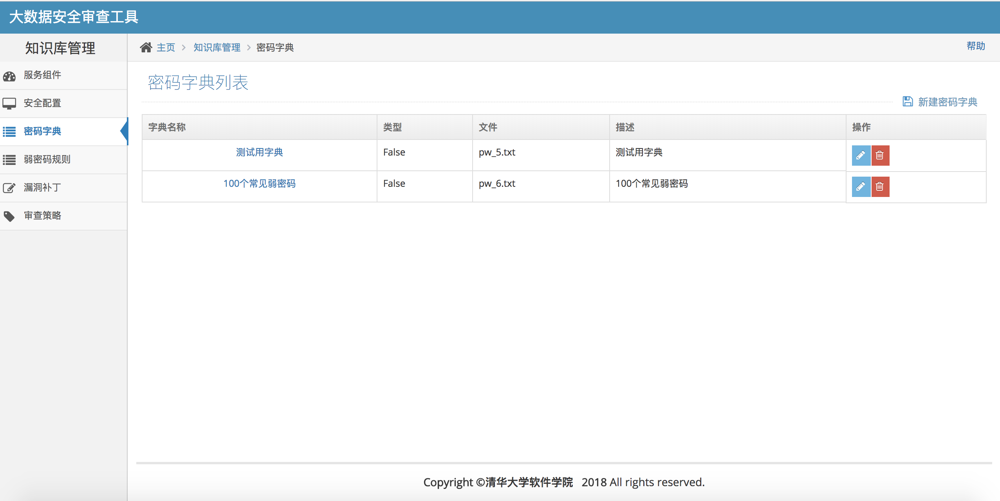 大数据安全审查工具
知识库管理
主页 知识库管理 密码字典
帮助
服务组件
安全配置
密码字典
弱密码规则
漏洞补丁
审查策略
密码字典列表
新建密码字典
字典名称 类型 文件 描述 操作
测试用字典 False pw_5.txt 测试用字典
100个常见弱密码 False pw_6.txt 100个常见弱密码
Copyright ©清华大学软件学院 2018 All rights reserved.